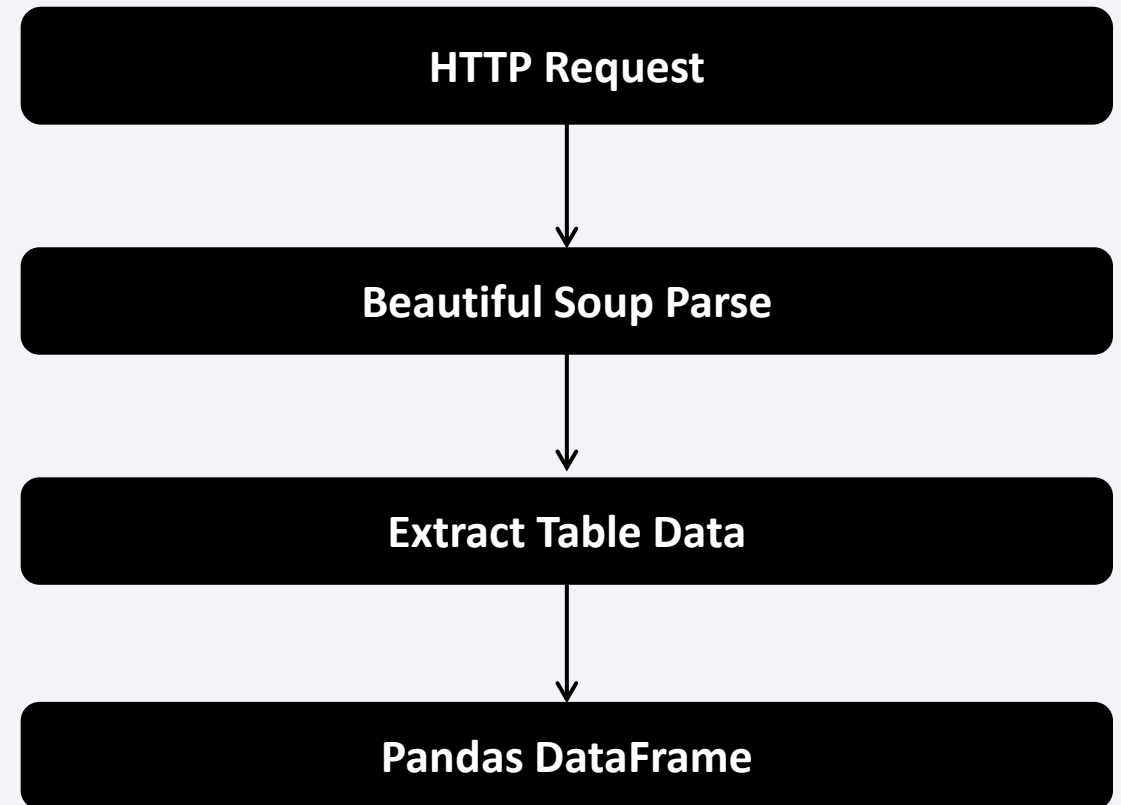 HTTP Request
Beautiful Soup Parse
Extract Table Data
Pandas DataFrame